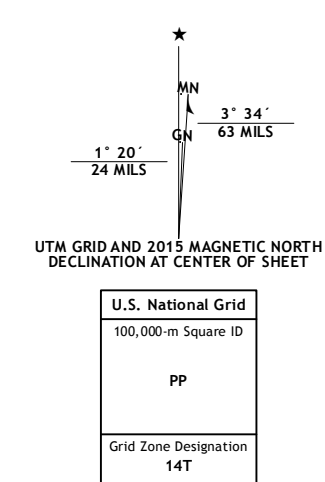 ★
MN
3° 34´
63 MILS
GN
1° 20´
24 MILS
UTM GRID AND 2015 MAGNETIC NORTH
DECLINATION AT CENTER OF SHEET
U.S. National Grid
100,000-m Square ID
PP
Grid Zone Designation
14T